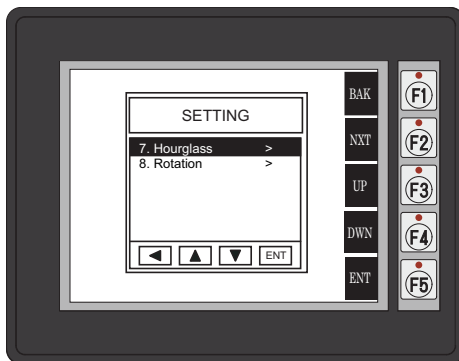 SETTING
7. Hourglass >
8. Rotation >
ENT
BAK
NXT
UP
DWN
ENT
F1
F2
F3
F4
F5